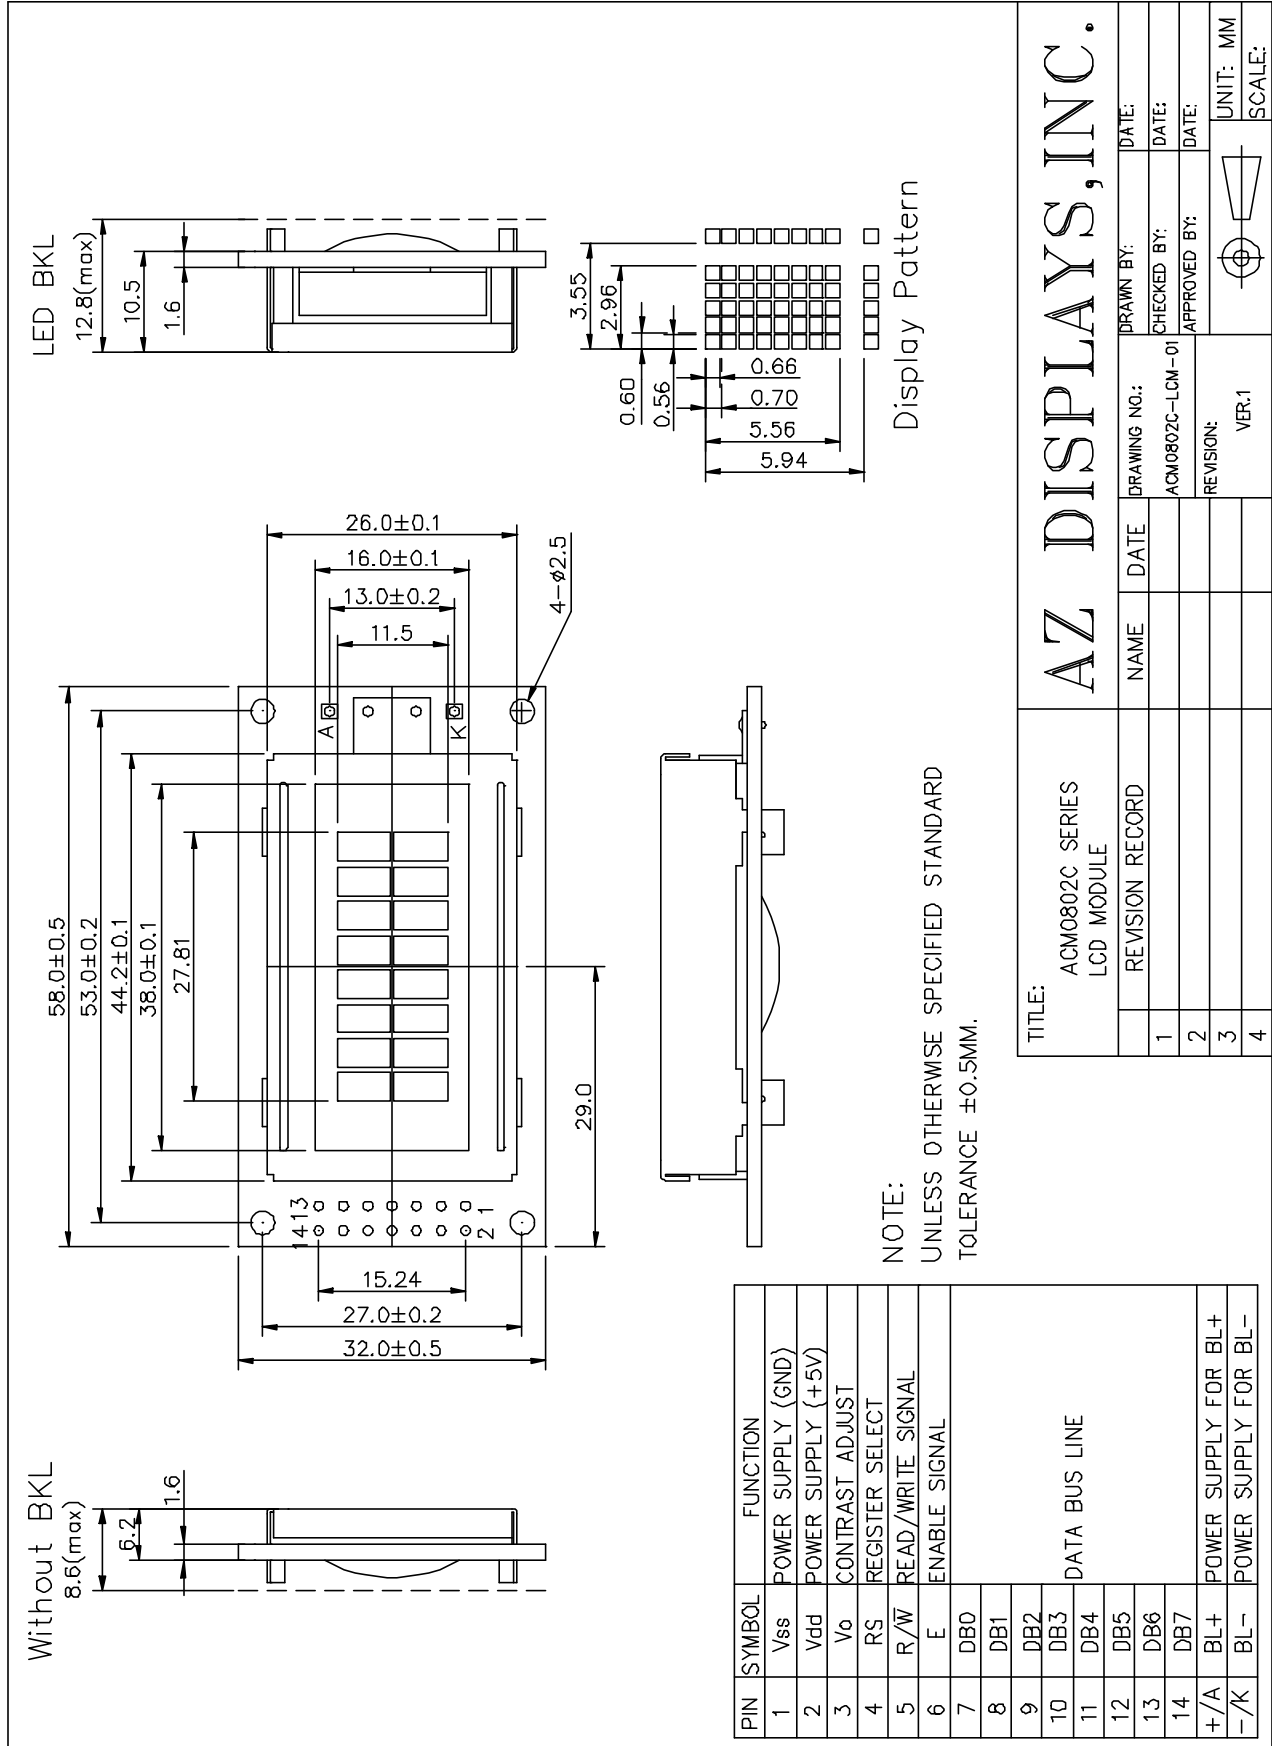 Without BKL
8.6(max)
6.2
1.6
58.0±0.5
53.0±0.2
44.2±0.1
38.0±0.1
27.81
LED BKL
12.8(max)
10.5
1.6
14
13
2
1
A
K
15.24
27.0±0.2
32.0±0.5
29.0
26.0±0.1
16.0±0.1
13.0±0.2
11.5
4-ø2.5
3.55
2.96
0.60
0.56
0.66
0.70
5.56
5.94
Display Pattern
PIN SYMBOL FUNCTION
1 Vss POWER SUPPLY (GND)
2 Vdd POWER SUPPLY (+5V)
3 Vo CONTRAST ADJUST
4 RS REGISTER SELECT
5 R/W̅ READ/WRITE SIGNAL
6 E ENABLE SIGNAL
7 DB0
8 DB1
9 DB2
10 DB3
11 DB4
DATA BUS LINE
12 DB5
13 DB6
14 DB7
+/A BL+ POWER SUPPLY FOR BL+
-/K BL- POWER SUPPLY FOR BL-
NOTE:
UNLESS OTHERWISE SPECIFIED STANDARD
TOLERANCE ±0.5MM.
TITLE:
ACM0802C SERIES
LCD MODULE
AZ DISPLAYS,INC.
REVISION RECORD NAME DATE
1
2
3
4
DRAWING NO.:
ACM0802C-LCM-01
REVISION:
VER.1
DRAWN BY: DATE:
CHECKED BY: DATE:
APPROVED BY: DATE:
UNIT: MM
SCALE: